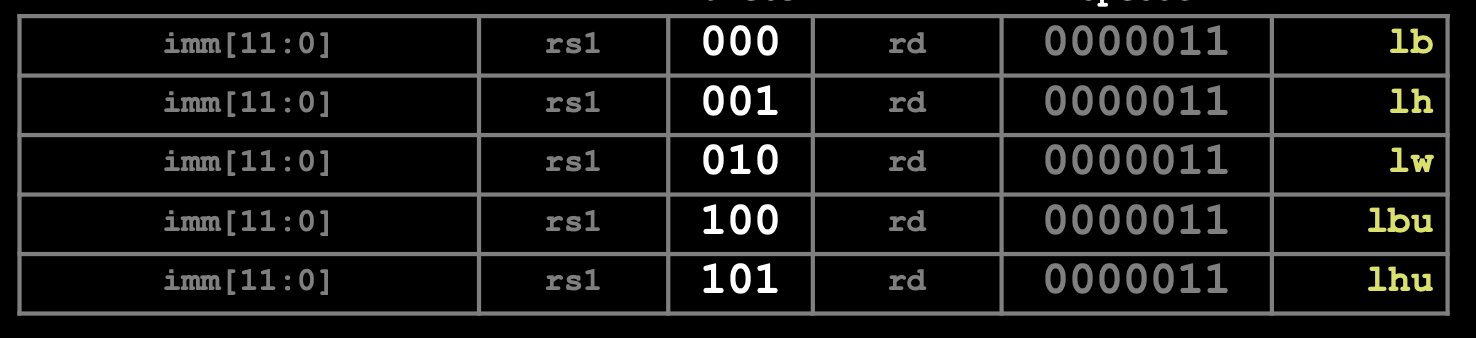 imm[11:0] rs1 000 rd 0000011 lb
imm[11:0] rs1 001 rd 0000011 lh
imm[11:0] rs1 010 rd 0000011 lw
imm[11:0] rs1 100 rd 0000011 lbu
imm[11:0] rs1 101 rd 0000011 lhu